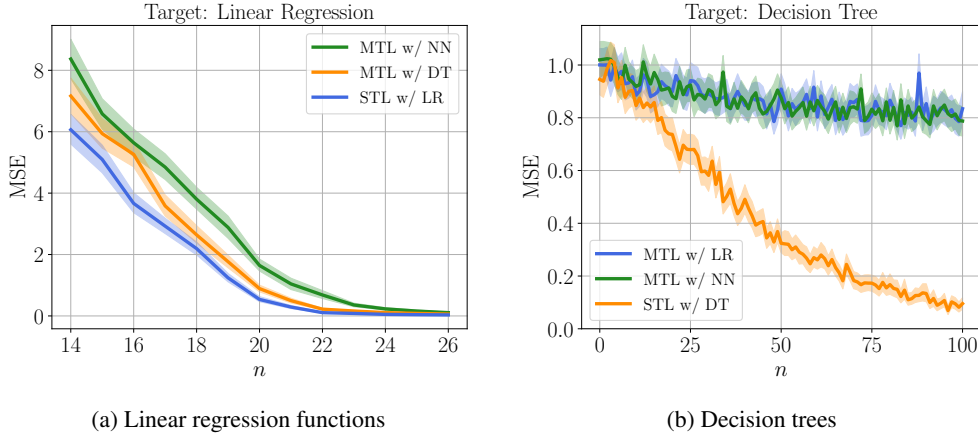 Target: Linear Regression
MSE
8
6
4
2
0
MTL w/ NN
MTL w/ DT
STL w/ LR
14 16 18 20 22 24 26
n
(a) Linear regression functions
Target: Decision Tree
MSE
1.0
0.8
0.6
0.4
0.2
0.0
MTL w/ LR
MTL w/ NN
STL w/ DT
0 25 50 75 100
n
(b) Decision trees